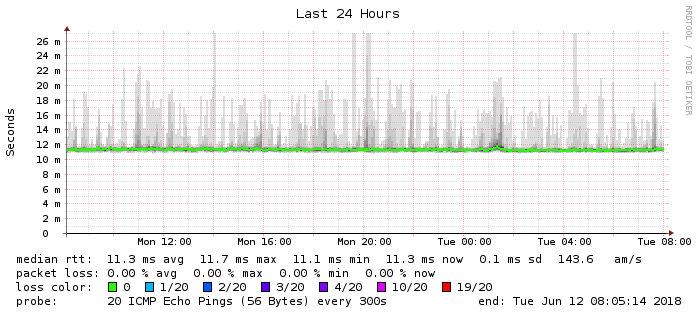 Last 24 Hours
RRDTOOL / TOBI OETIKER
Seconds
26 m
24 m
22 m
20 m
18 m
16 m
14 m
12 m
10 m
8 m
6 m
4 m
2 m
0
Mon 12:00 Mon 16:00 Mon 20:00 Tue 00:00 Tue 04:00 Tue 08:00
median rtt: 11.3 ms avg 11.7 ms max 11.1 ms min 11.3 ms now 0.1 ms sd 143.6 am/s
packet loss: 0.00 % avg 0.00 % max 0.00 % min 0.00 % now
loss color: 0 1/20 2/20 3/20 4/20 10/20 19/20
probe: 20 ICMP Echo Pings (56 Bytes) every 300s end: Tue Jun 12 08:05:14 2018